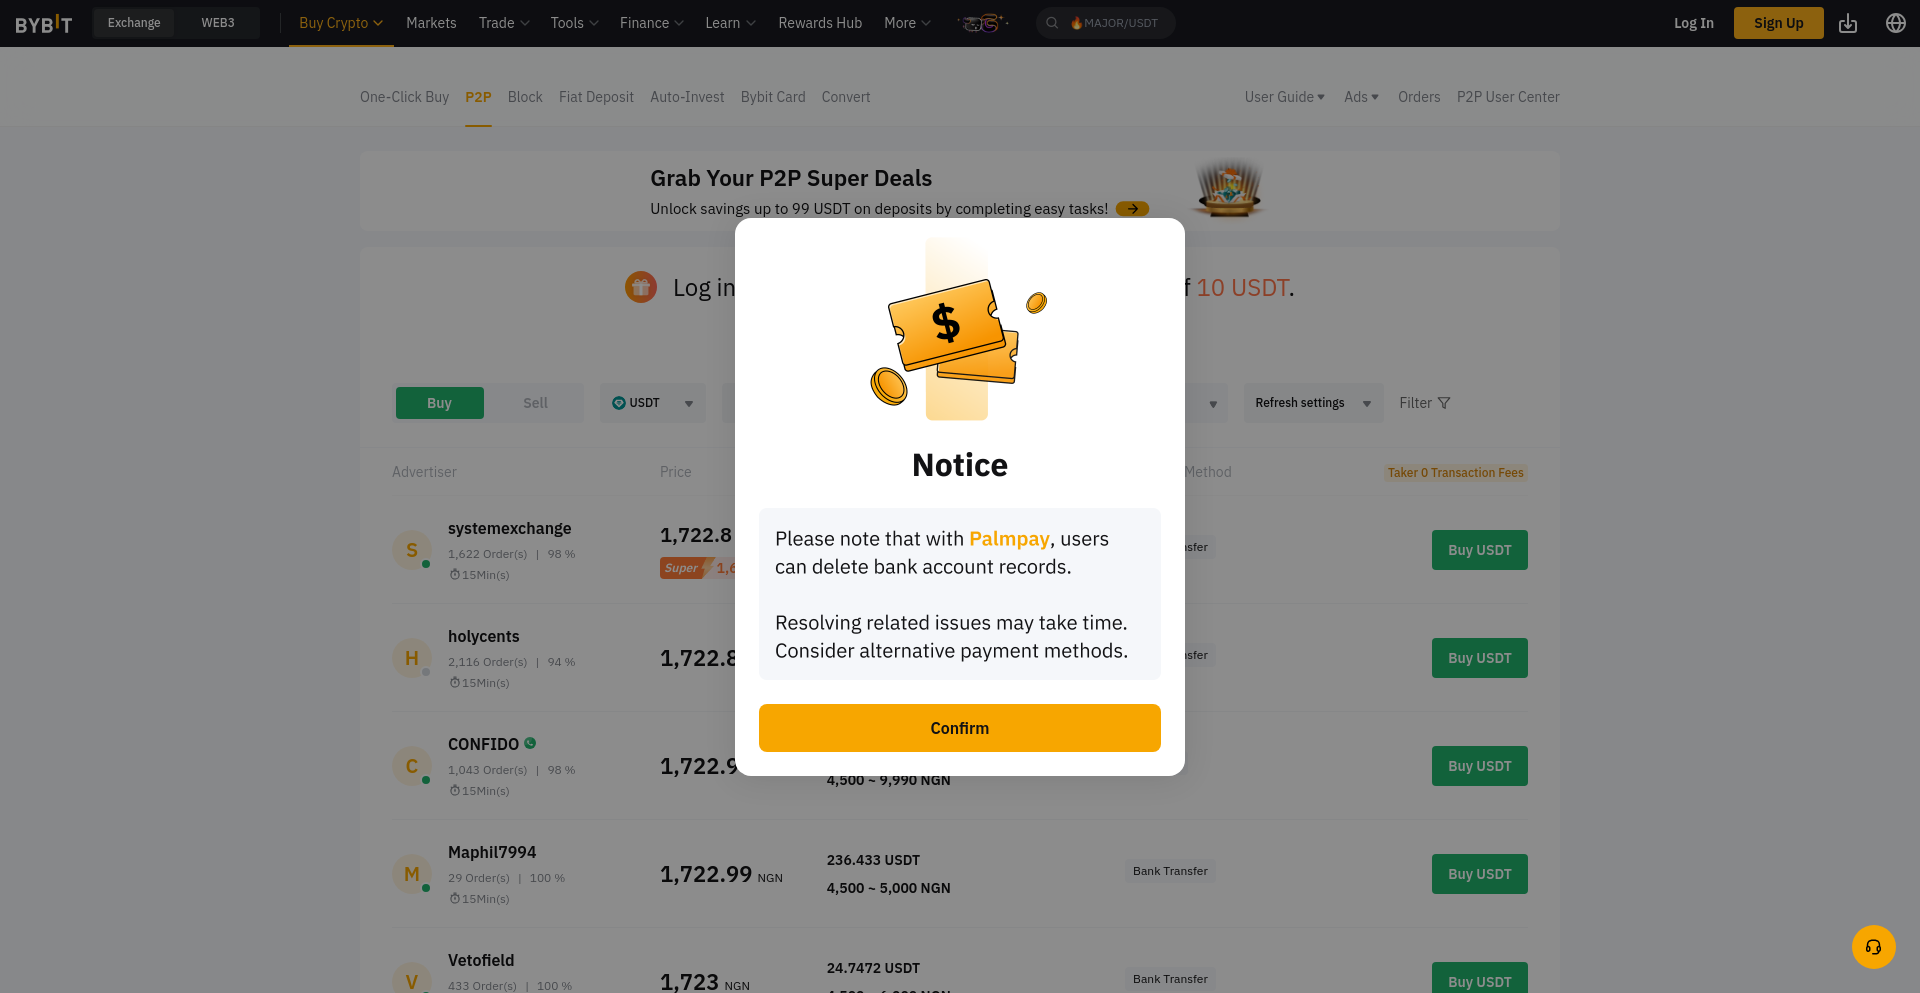 BYBIT
Exchange
WEB3
Buy Crypto
Markets
Trade
Tools
Finance
Learn
Rewards Hub
More
MAJOR/USDT
Log In
Sign Up
One-Click Buy
P2P
Block
Fiat Deposit
Auto-Invest
Bybit Card
Convert
User Guide
Ads
Orders
P2P User Center
Grab Your P2P Super Deals
Unlock savings up to 99 USDT on deposits by completing easy tasks!
Log in
10 USDT.
Buy
Sell
USDT
Refresh settings
Filter
Advertiser
Price
Method
Taker 0 Transaction Fees
S
systemexchange
1,622 Order(s) | 98 %
15Min(s)
1,722.8
Super
Buy USDT
H
holycents
2,116 Order(s) | 94 %
15Min(s)
1,722.8
Buy USDT
C
CONFIDO
1,043 Order(s) | 98 %
15Min(s)
1,722.9
4,500 ~ 9,990 NGN
Buy USDT
M
Maphil7994
29 Order(s) | 100 %
15Min(s)
1,722.99 NGN
236.433 USDT
4,500 ~ 5,000 NGN
Bank Transfer
Buy USDT
V
Vetofield
433 Order(s) | 100 %
1,723 NGN
24.7472 USDT
Bank Transfer
Buy USDT
$
Notice
Please note that with Palmpay, users
can delete bank account records.
Resolving related issues may take time.
Consider alternative payment methods.
Confirm